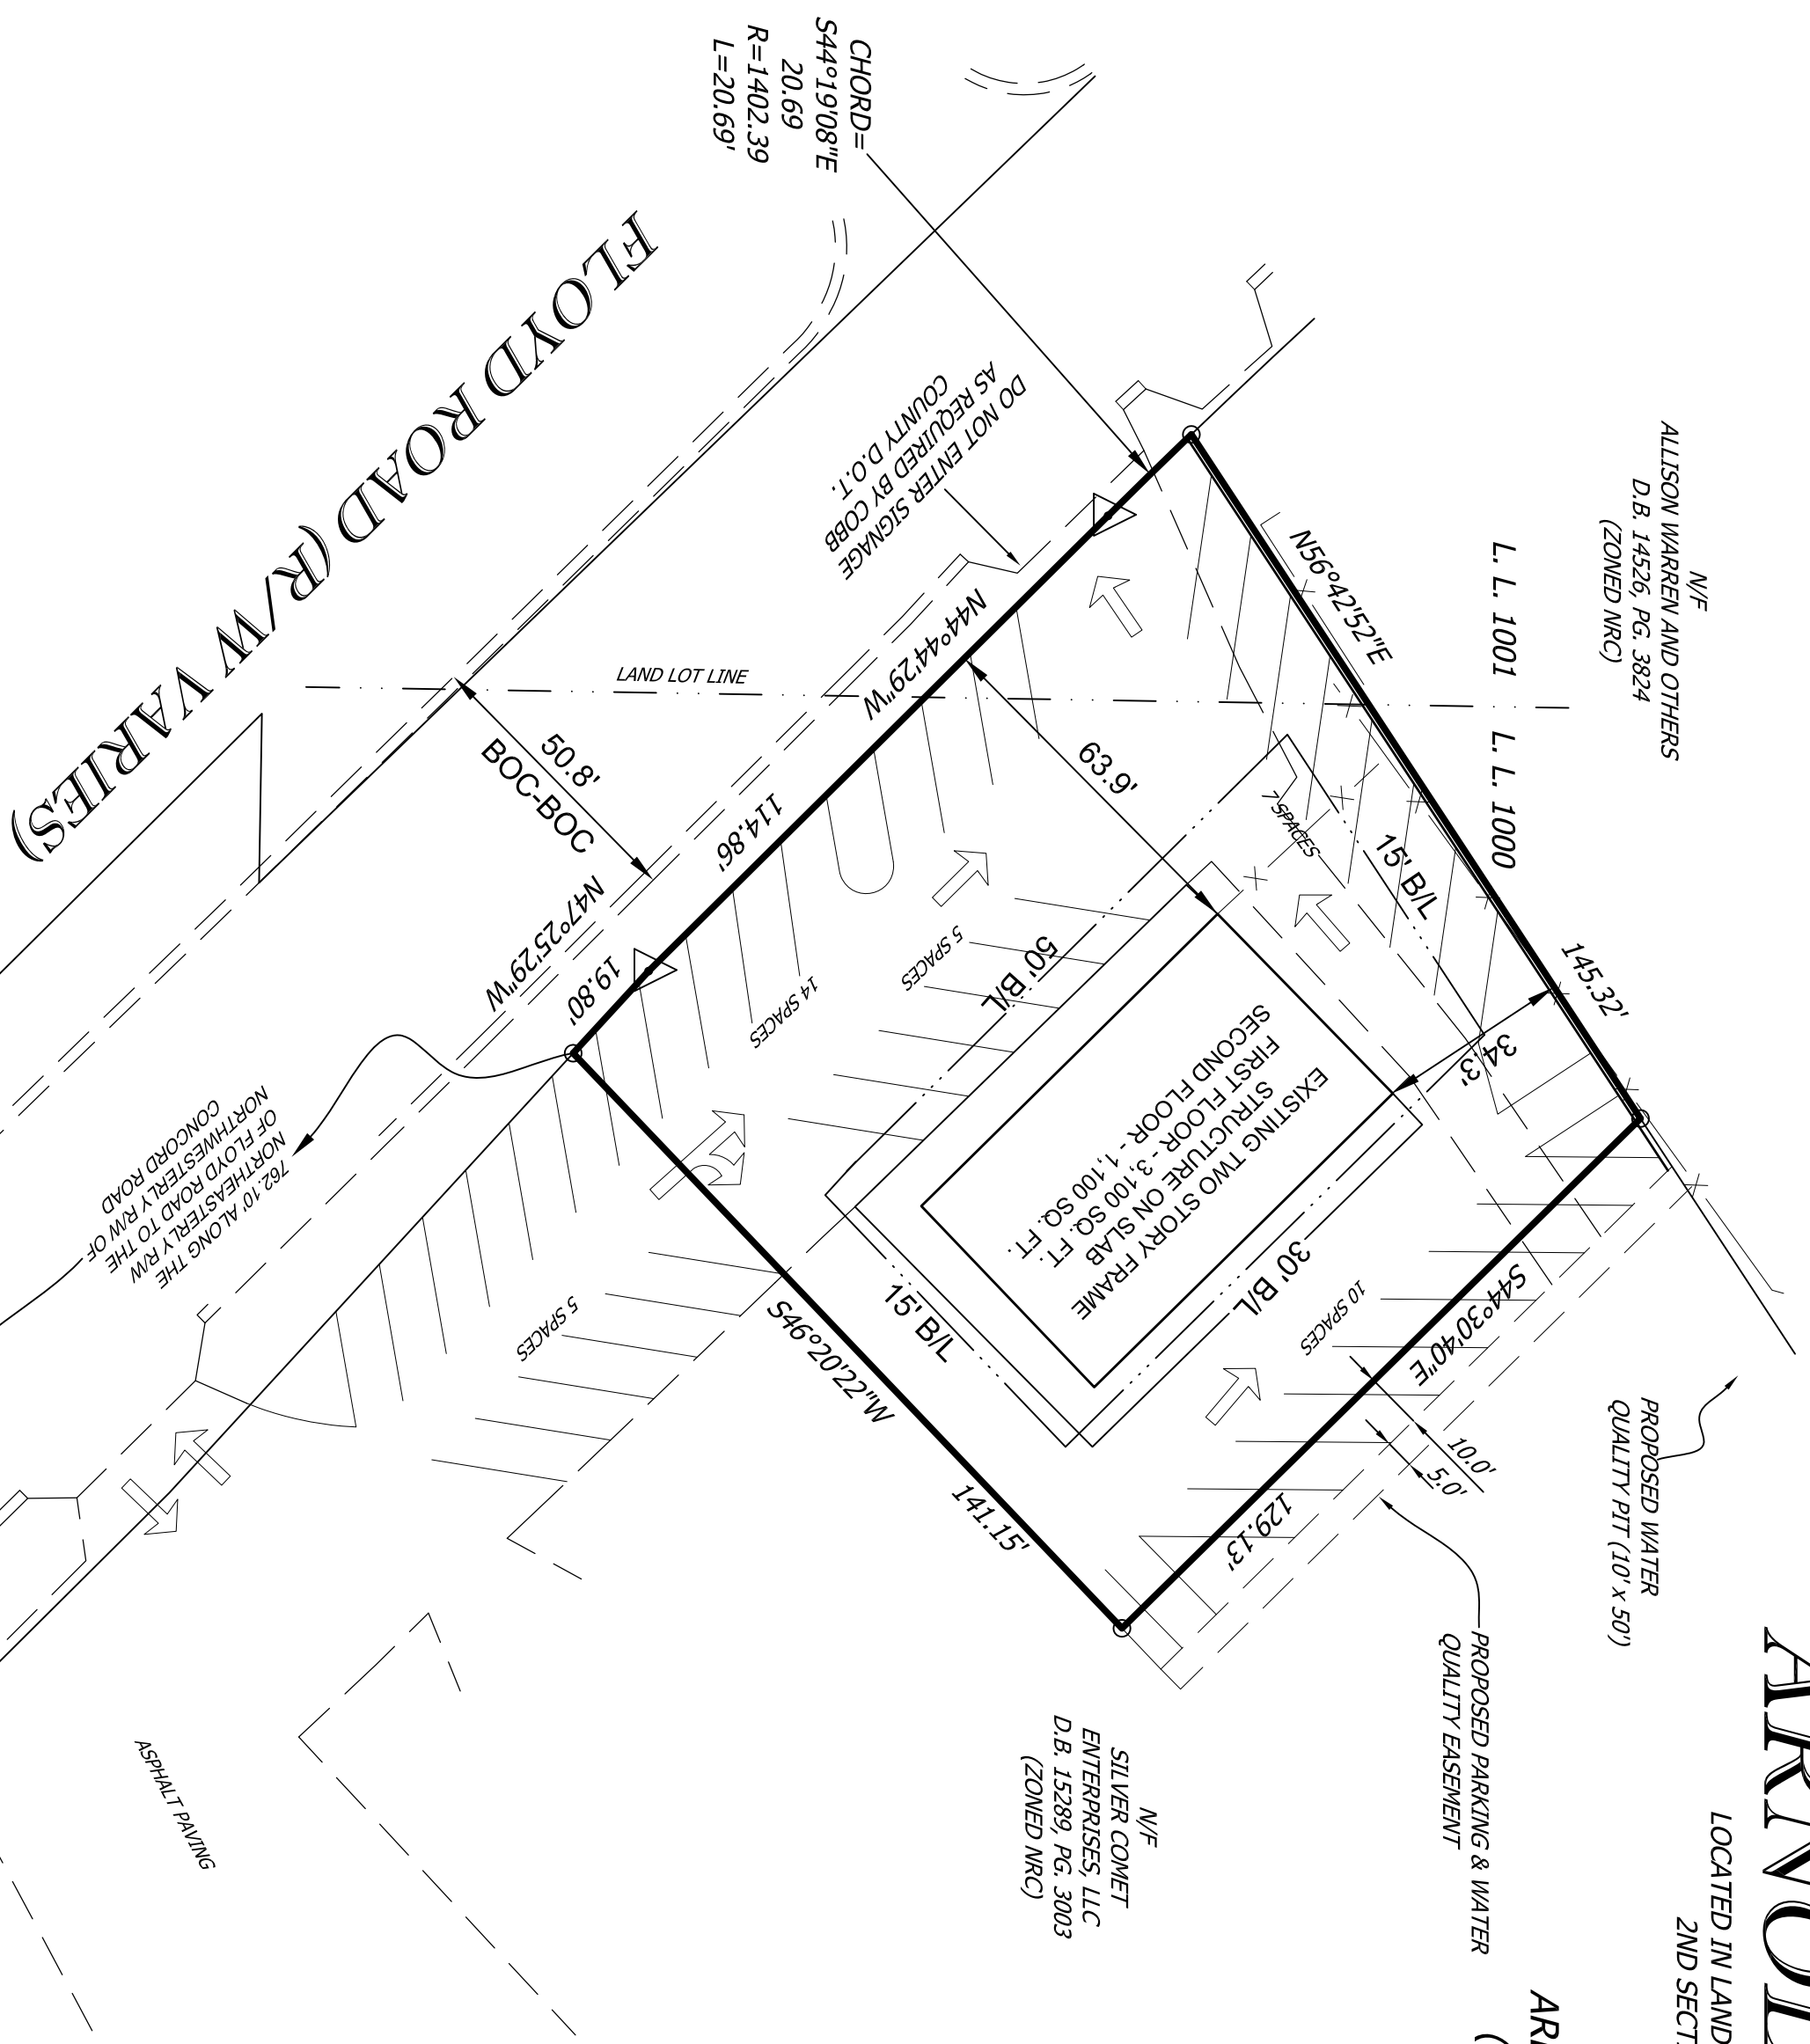 CHORD=
S44°19'08"E
20.69
R=1402.39
L=20.69'
FLOYD ROAD (R/W VARIES)
DO NOT ENTER SIGNAGE
AS REQUIRED BY COBB
COUNTY D.O.T.
N/F
ALLISON WARREN AND OTHERS
D.B. 14526, PG. 3824
(ZONED NRC)
L. L. 1001
L. L. 1000
N56°42'52"E
145.32'
LAND LOT LINE
N44°44'29"W
114.86'
50.8'
BOC-BOC
63.9'
7 SPACES
15' B/L
34.3'
N47°25'29"W
19.80'
14 SPACES
5 SPACES
50' B/L
EXISTING TWO STORY FRAME
STRUCTURE ON SLAB
FIRST FLOOR - 3,100 SQ. FT.
SECOND FLOOR - 1,100 SQ. FT.
30' B/L
15' B/L
10 SPACES
S44°30'40"E
129.13'
10.0'
5.0'
5 SPACES
S46°20'22"W
141.15'
762.10' ALONG THE
NORTHEASTERLY R/W
OF FLOYD ROAD TO THE
NORTHWESTERLY R/W OF
CONCORD ROAD
PROPOSED WATER
QUALITY PIT (10' x 50')
PROPOSED PARKING & WATER
QUALITY EASEMENT
N/F
SILVER COMET
ENTERPRISES, LLC
D.B. 15289, PG. 3003
(ZONED NRC)
ASPHALT PAVING
LOCATED IN LAND
2ND SECT